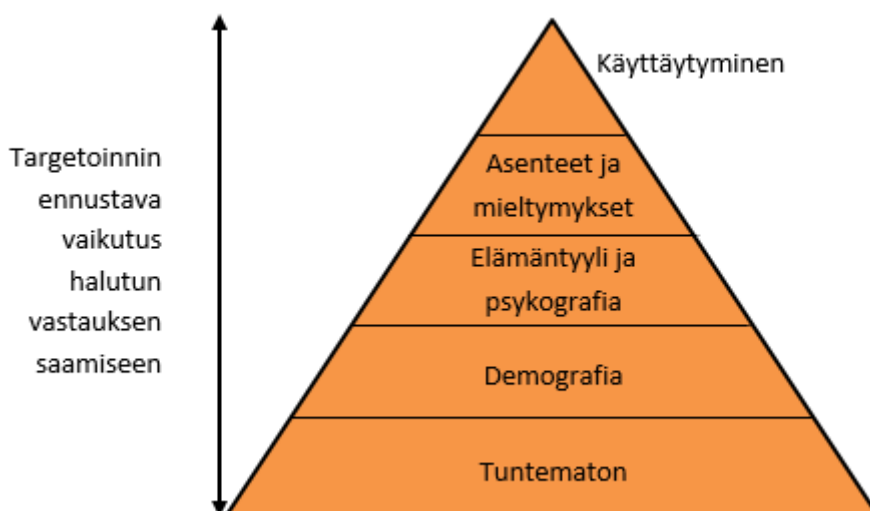 Targetoinnin
ennustava
vaikutus
halutun
vastauksen
saamiseen
Käyttäytyminen
Asenteet ja
mieltymykset
Elämäntyyli ja
psykografia
Demografia
Tuntematon